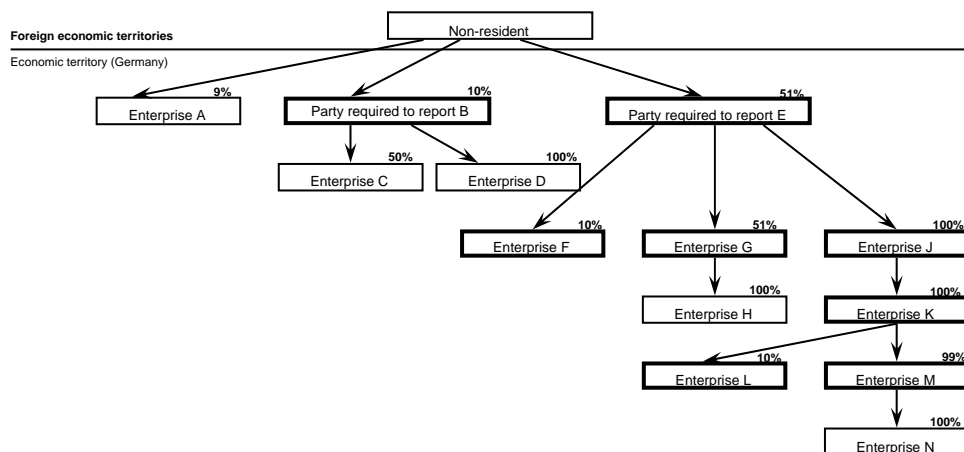 Non-resident
Foreign economic territories
Economic territory (Germany)
9%
Enterprise A
10%
Party required to report B
51%
Party required to report E
50%
Enterprise C
100%
Enterprise D
10%
Enterprise F
51%
Enterprise G
100%
Enterprise J
100%
Enterprise H
100%
Enterprise K
10%
Enterprise L
99%
Enterprise M
100%
Enterprise N